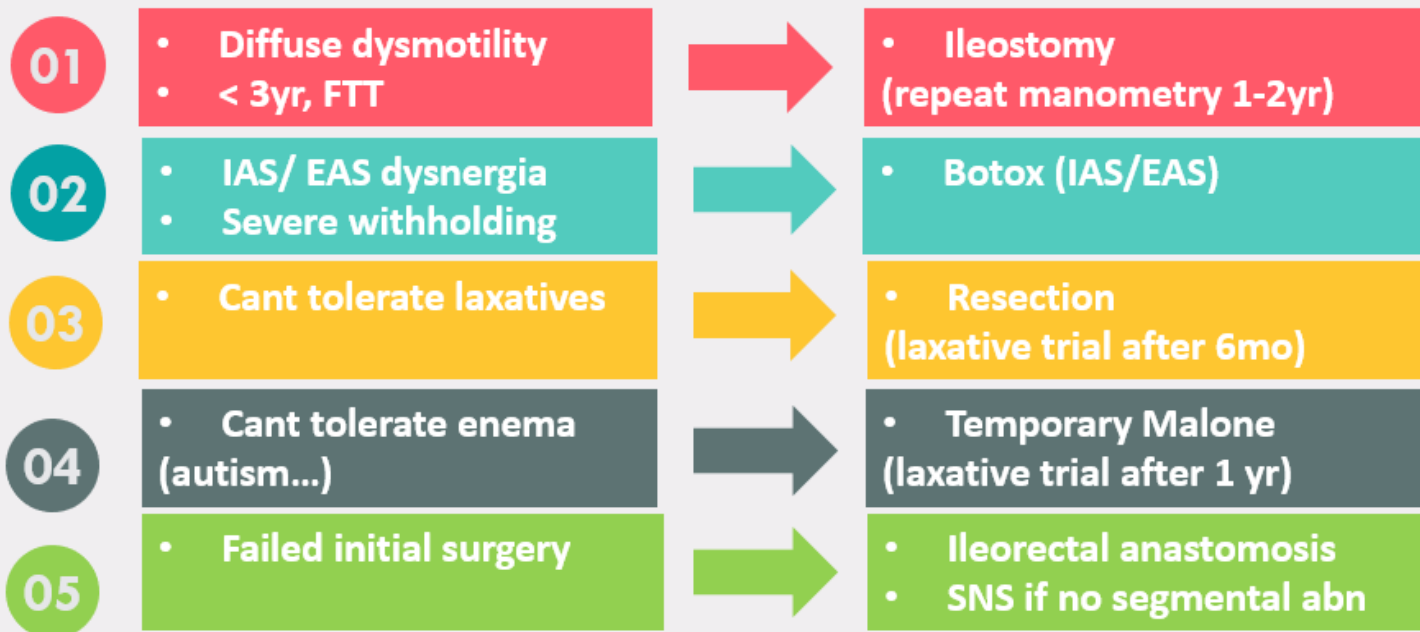 01
• Diffuse dysmotility
• < 3yr, FTT
• Ileostomy
(repeat manometry 1-2yr)
02
• IAS/ EAS dysnergia
• Severe withholding
• Botox (IAS/EAS)
03
• Cant tolerate laxatives
• Resection
(laxative trial after 6mo)
04
• Cant tolerate enema
(autism...)
• Temporary Malone
(laxative trial after 1 yr)
05
• Failed initial surgery
• Ileorectal anastomosis
• SNS if no segmental abn